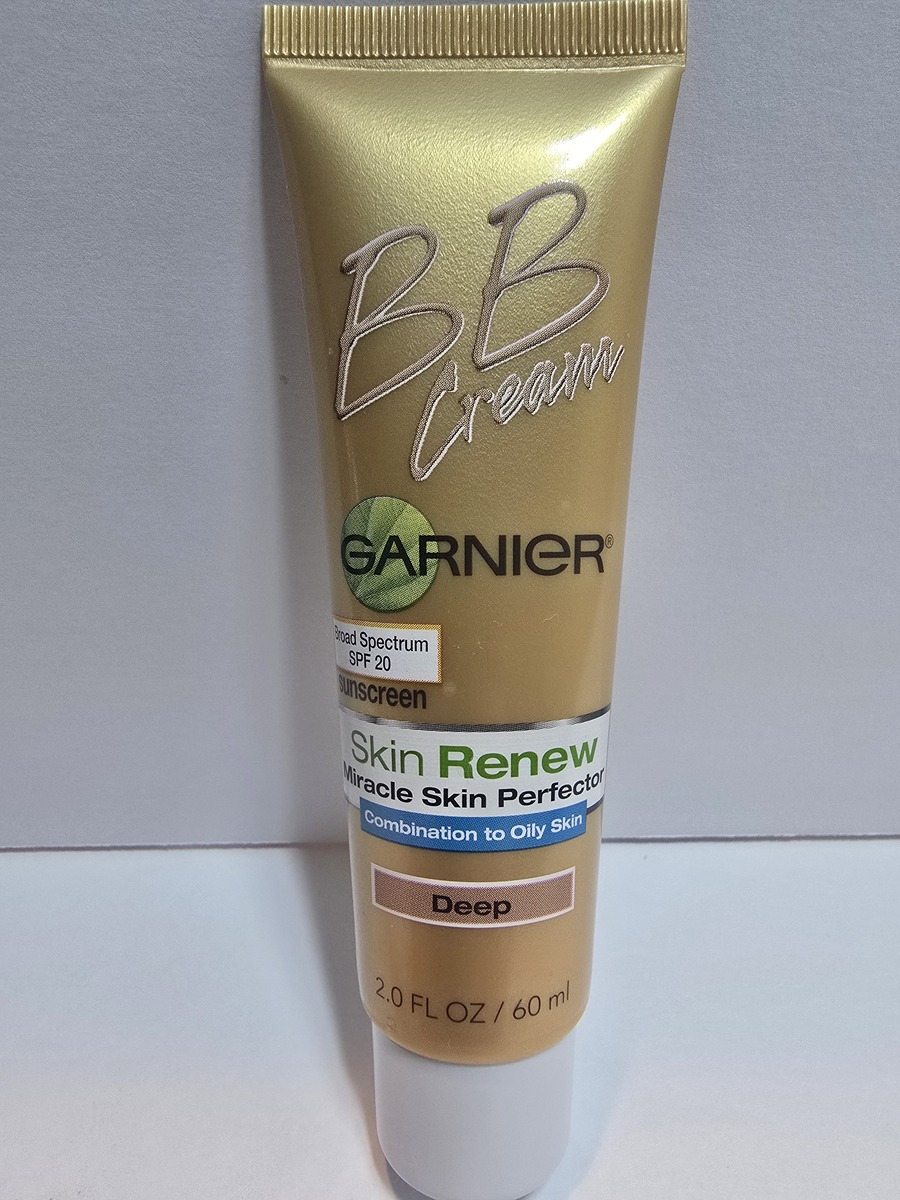 BB
Cream
GARNIER®
Broad Spectrum
SPF 20
sunscreen
Skin Renew
Miracle Skin Perfector
Combination to Oily Skin
Deep
2.0 FL OZ / 60 ml